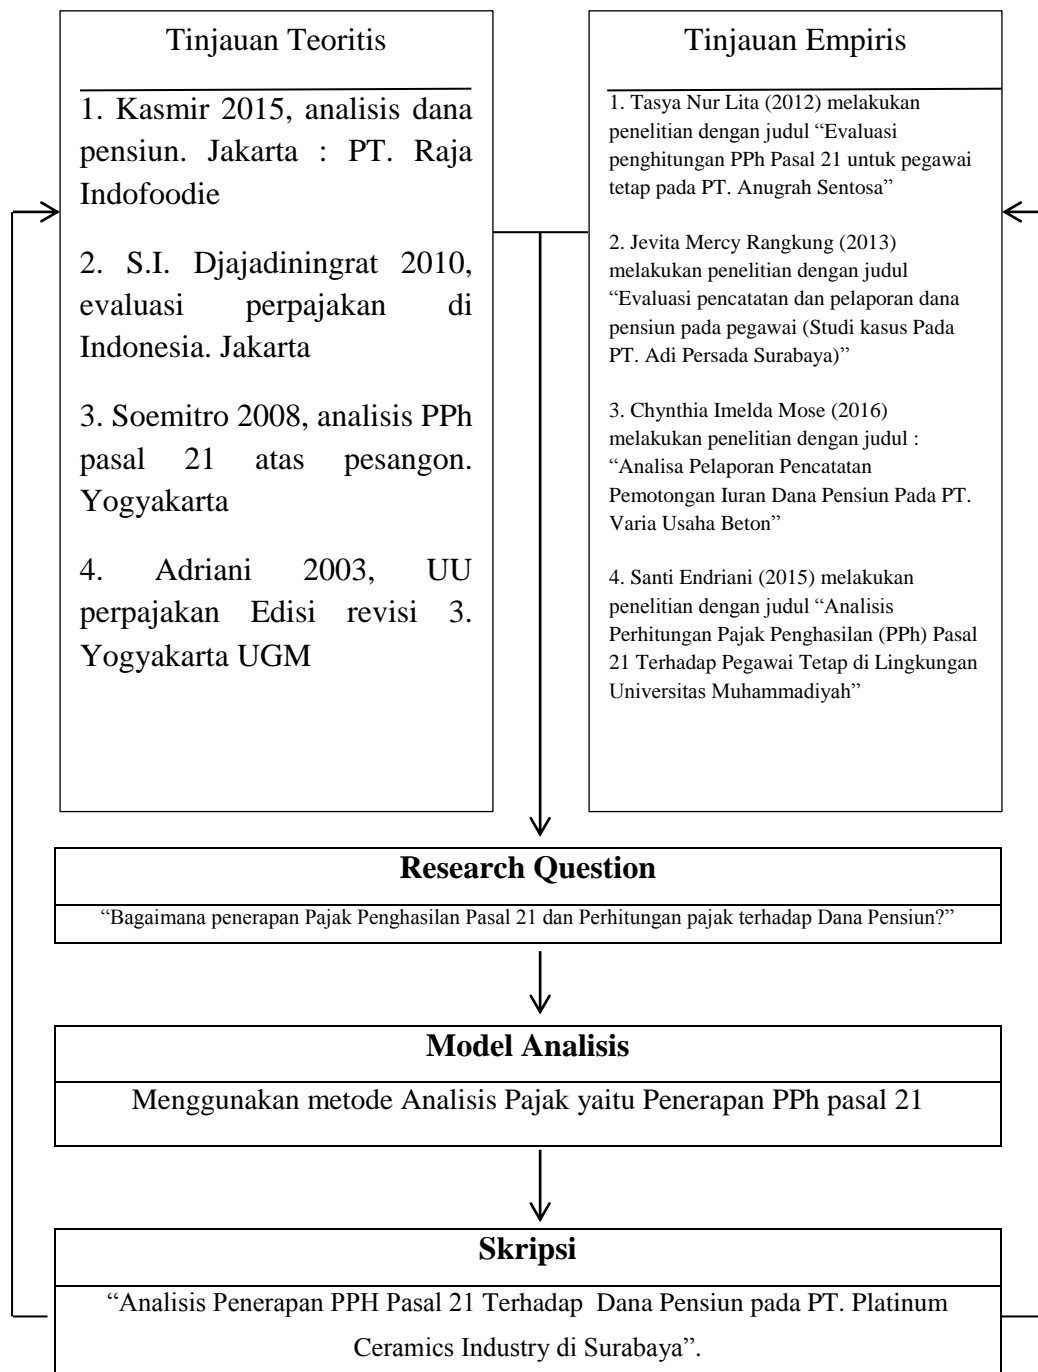 Tinjauan Teoritis
1. Kasmir 2015, analisis dana
pensiun. Jakarta : PT. Raja
Indofoodie
2. S.I. Djajadiningrat 2010,
evaluasi perpajakan di
Indonesia. Jakarta
3. Soemitro 2008, analisis PPh
pasal 21 atas pesangon.
Yogyakarta
4. Adriani 2003, UU
perpajakan Edisi revisi 3.
Yogyakarta UGM
Tinjauan Empiris
1. Tasya Nur Lita (2012) melakukan
penelitian dengan judul “Evaluasi
penghitungan PPh Pasal 21 untuk pegawai
tetap pada PT. Anugrah Sentosa”
2. Jevita Mercy Rangkung (2013)
melakukan penelitian dengan judul
“Evaluasi pencatatan dan pelaporan dana
pensiun pada pegawai (Studi kasus Pada
PT. Adi Persada Surabaya)”
3. Chynthia Imelda Mose (2016)
melakukan penelitian dengan judul :
“Analisa Pelaporan Pencatatan
Pemotongan Iuran Dana Pensiun Pada PT.
Varia Usaha Beton”
4. Santi Endriani (2015) melakukan
penelitian dengan judul “Analisis
Perhitungan Pajak Penghasilan (PPh) Pasal
21 Terhadap Pegawai Tetap di Lingkungan
Universitas Muhammadiyah”
Research Question
“Bagaimana penerapan Pajak Penghasilan Pasal 21 dan Perhitungan pajak terhadap Dana Pensiun?”
Model Analisis
Menggunakan metode Analisis Pajak yaitu Penerapan PPh pasal 21
Skripsi
“Analisis Penerapan PPH Pasal 21 Terhadap Dana Pensiun pada PT. Platinum
Ceramics Industry di Surabaya”.